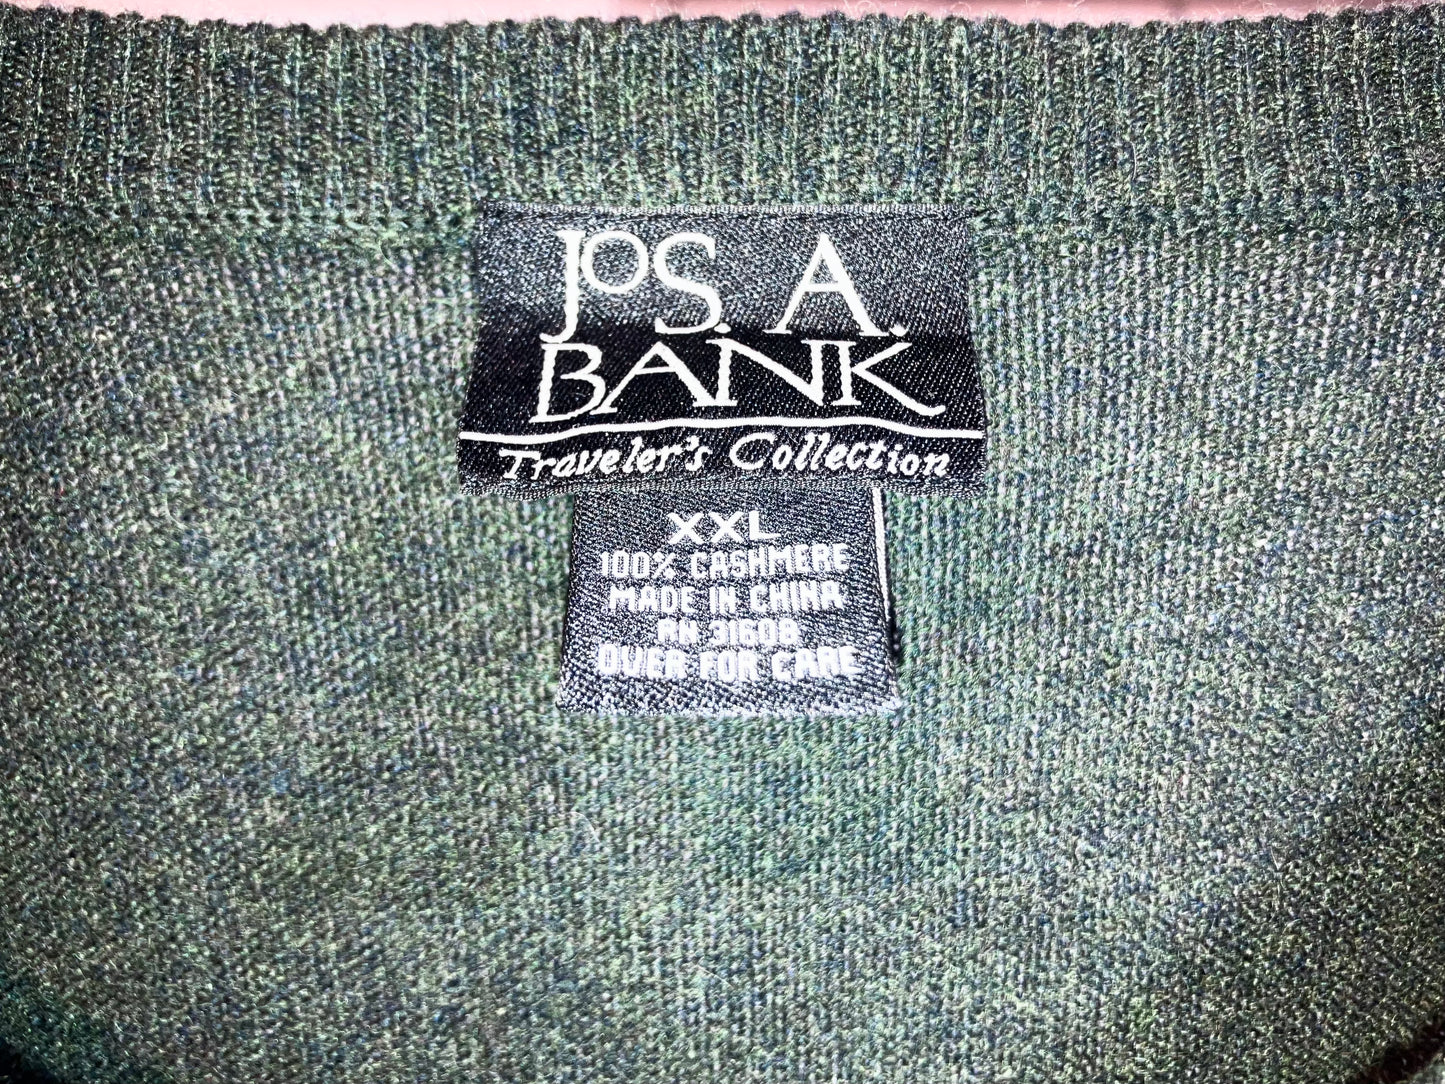 JOS. A.
BANK
Traveler's Collection
XXL
100% CASHMERE
MADE IN CHINA
RN 31608
OVER FOR CARE